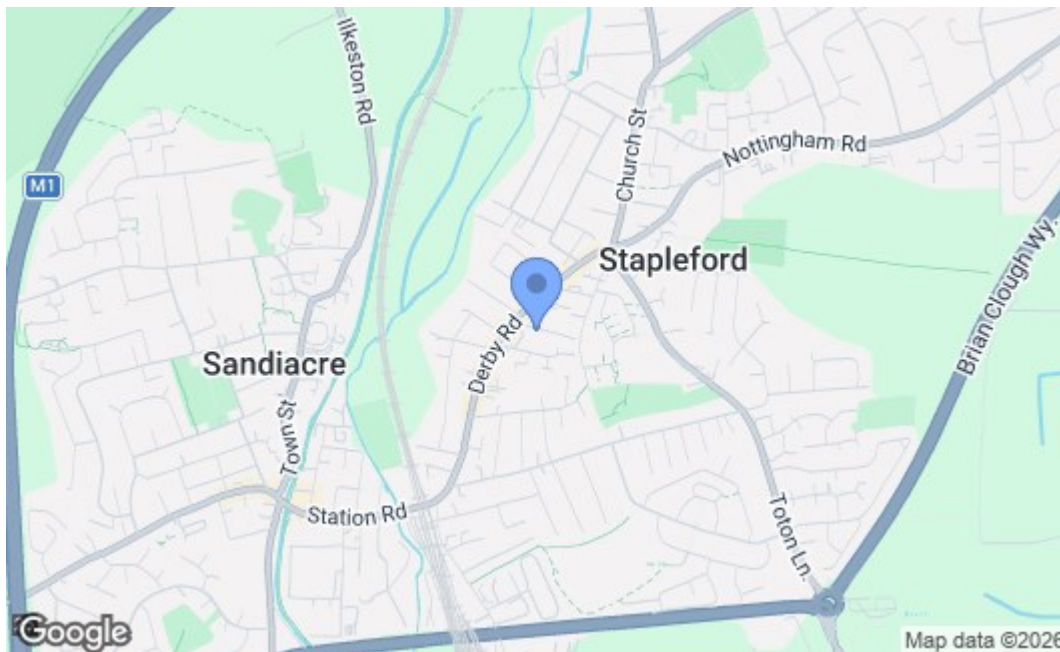 Ilkeston Rd
Church St
Nottingham Rd
M1
Stapleford
Brian Clough Wy.
Derby Rd
Sandiacre
Town St
Station Rd
Toton Ln.
Google
Map data ©2026